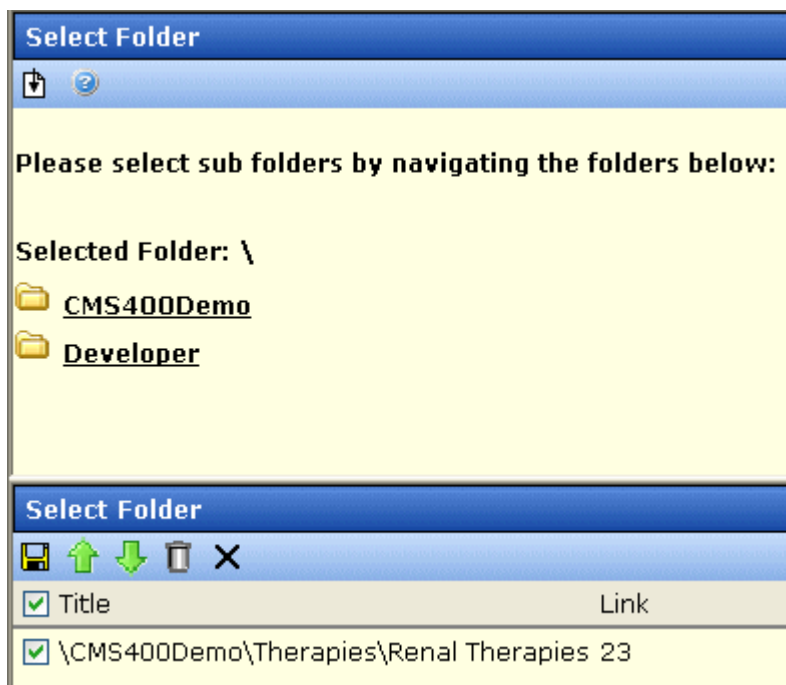 Select Folder
Please select sub folders by navigating the folders below:
Selected Folder: \
CMS400Demo
Developer
Select Folder
Title Link
\CMS400Demo\Therapies\Renal Therapies 23